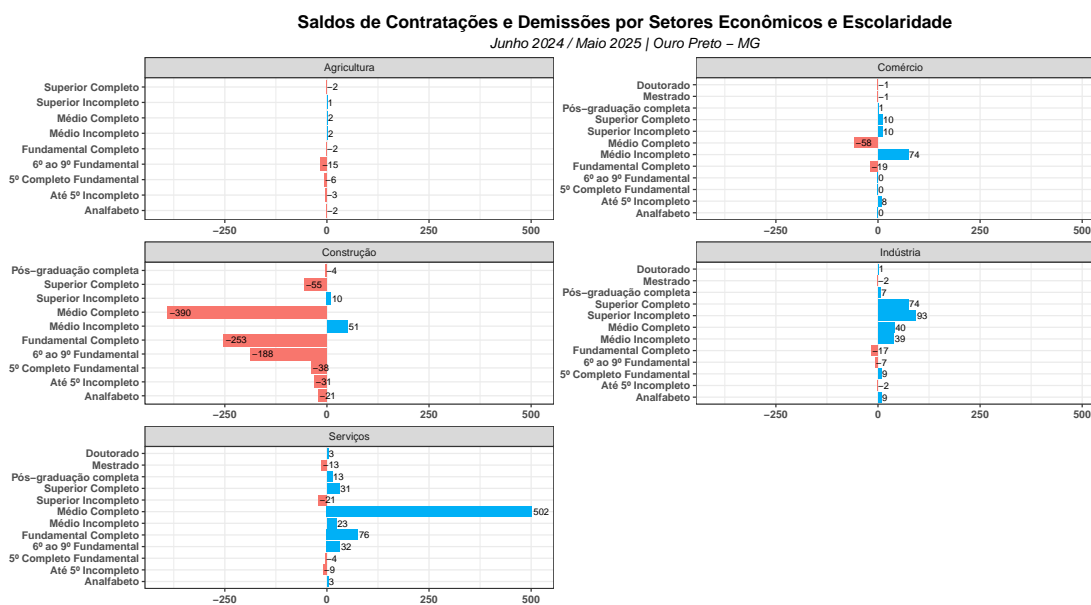 Saldos de Contratações e Demissões por Setores Econômicos e Escolaridade
Junho 2024 / Maio 2025 | Ouro Preto − MG
Agricultura
Superior Completo −2
Superior Incompleto 1
Médio Completo 2
Médio Incompleto 2
Fundamental Completo −2
6º ao 9º Fundamental −15
5º Completo Fundamental −6
Até 5º Incompleto −3
Analfabeto −2
−250 0 250 500
Comércio
Doutorado −1
Mestrado −1
Pós−graduação completa 1
Superior Completo 10
Superior Incompleto 10
Médio Completo −58
Médio Incompleto 74
Fundamental Completo −19
6º ao 9º Fundamental 0
5º Completo Fundamental 0
Até 5º Incompleto 8
Analfabeto 0
−250 0 250 500
Construção
Pós−graduação completa −4
Superior Completo −55
Superior Incompleto 10
Médio Completo −390
Médio Incompleto 51
Fundamental Completo −253
6º ao 9º Fundamental −188
5º Completo Fundamental −38
Até 5º Incompleto −31
Analfabeto −21
−250 0 250 500
Indústria
Doutorado 1
Mestrado −2
Pós−graduação completa 7
Superior Completo 74
Superior Incompleto 93
Médio Completo 40
Médio Incompleto 39
Fundamental Completo −17
6º ao 9º Fundamental −7
5º Completo Fundamental 9
Até 5º Incompleto −2
Analfabeto 9
−250 0 250 500
Serviços
Doutorado 3
Mestrado −13
Pós−graduação completa 13
Superior Completo 31
Superior Incompleto −21
Médio Completo 502
Médio Incompleto 23
Fundamental Completo 76
6º ao 9º Fundamental 32
5º Completo Fundamental −4
Até 5º Incompleto −9
Analfabeto 3
−250 0 250 500